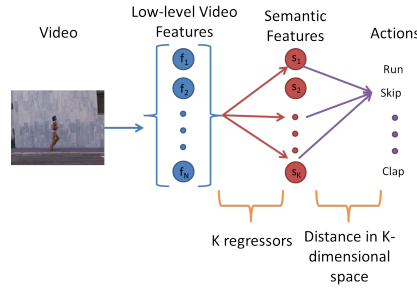 Video
Low-level Video
Features
Semantic
Features
Actions
f1
f2
fN
s1
s2
sK
Run
Skip
Clap
K regressors
Distance in K-
dimensional
space